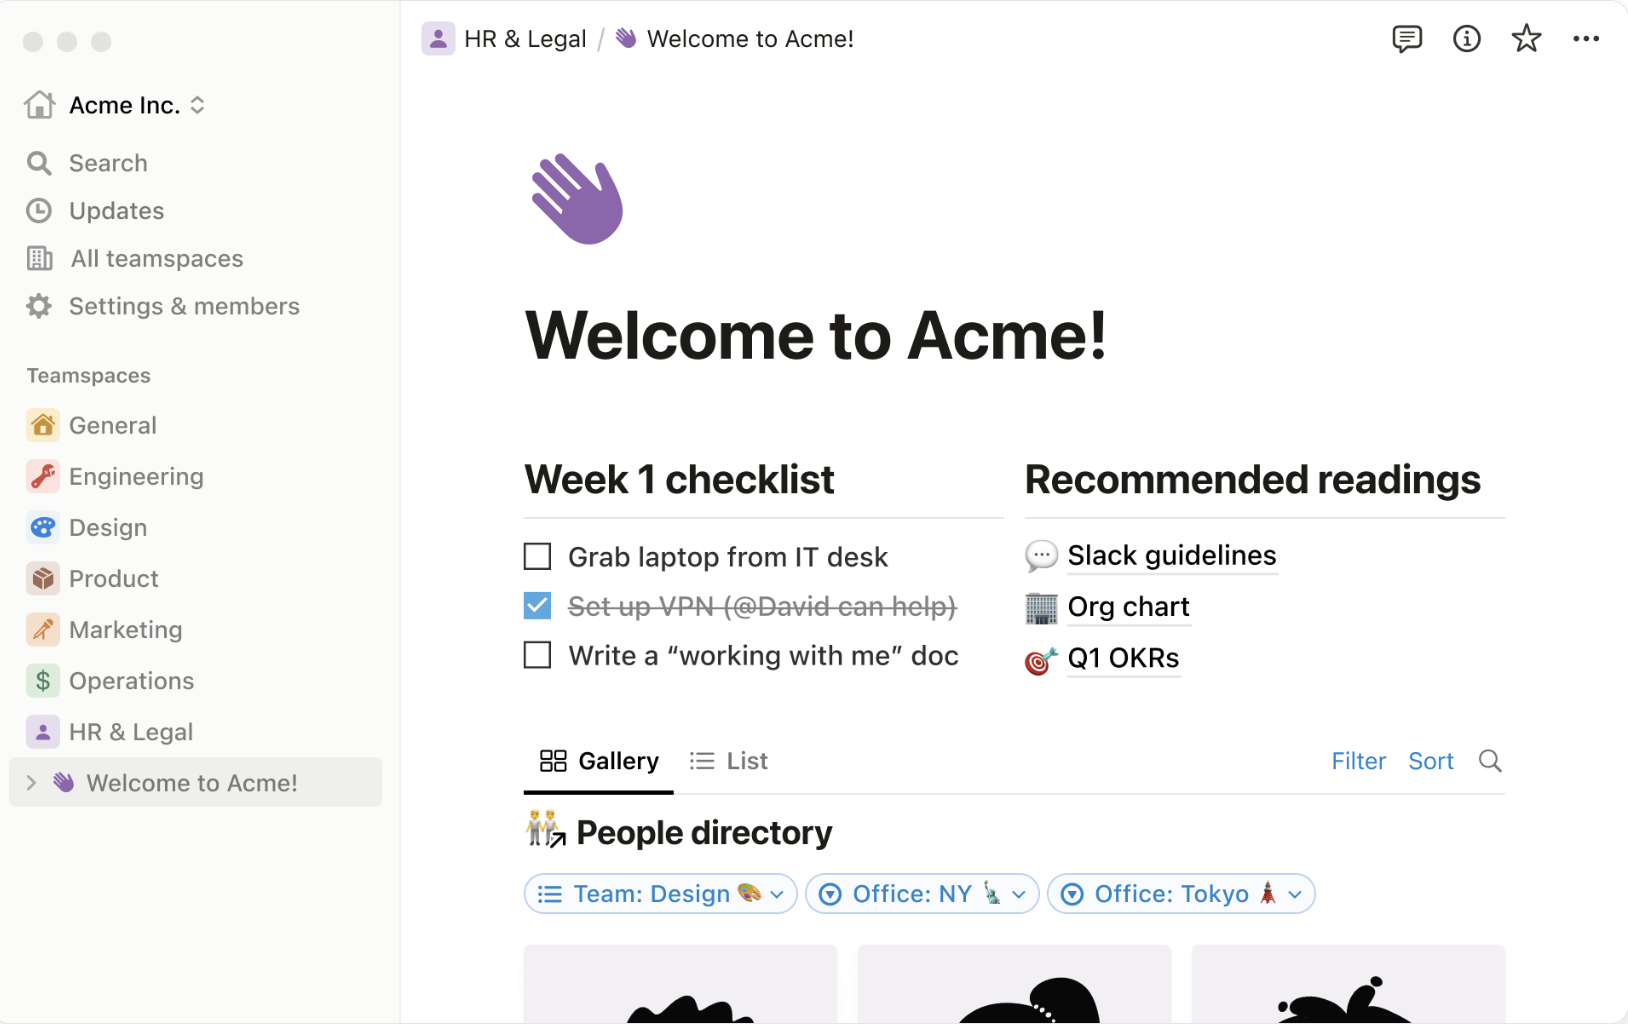 Acme Inc.
Search
Updates
All teamspaces
Settings & members
Teamspaces
General
Engineering
Design
Product
Marketing
$ Operations
HR & Legal
Welcome to Acme!
HR & Legal / Welcome to Acme!
Welcome to Acme!
Week 1 checklist
Grab laptop from IT desk
Set up VPN (@David can help)
Write a “working with me” doc
Recommended readings
Slack guidelines
Org chart
Q1 OKRs
Gallery
List
Filter
Sort
People directory
Team: Design
Office: NY
Office: Tokyo